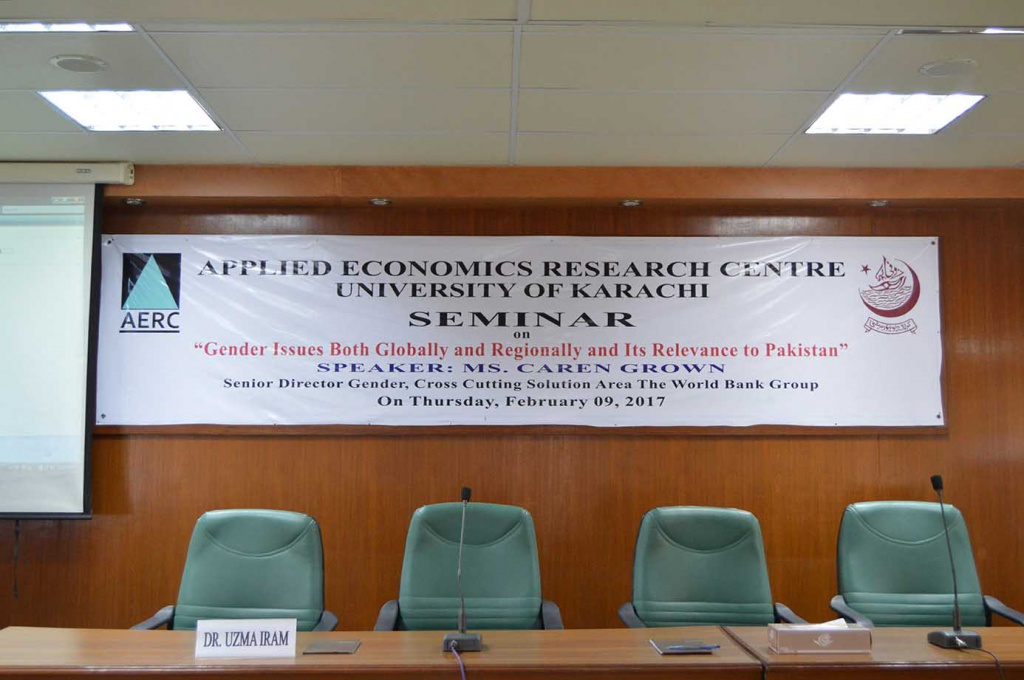 APPLIED ECONOMICS RESEARCH CENTRE
UNIVERSITY OF KARACHI
SEMINAR
on
“Gender Issues Both Globally and Regionally and Its Relevance to Pakistan”
SPEAKER: MS. CAREN GROWN
Senior Director Gender, Cross Cutting Solution Area The World Bank Group
On Thursday, February 09, 2017
AERC
DR. UZMA IRAM